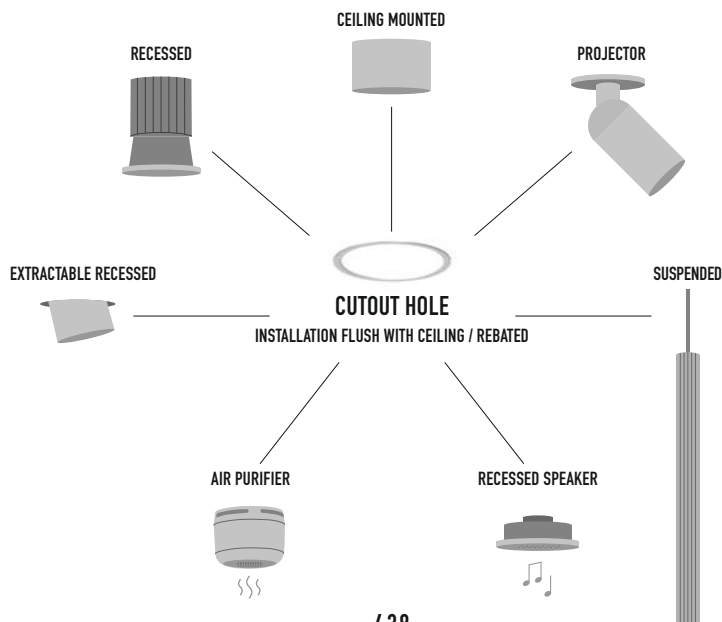 CEILING MOUNTED
RECESSED
PROJECTOR
EXTRACTABLE RECESSED
SUSPENDED
CUTOUT HOLE
INSTALLATION FLUSH WITH CEILING / REBATED
AIR PURIFIER
RECESSED SPEAKER